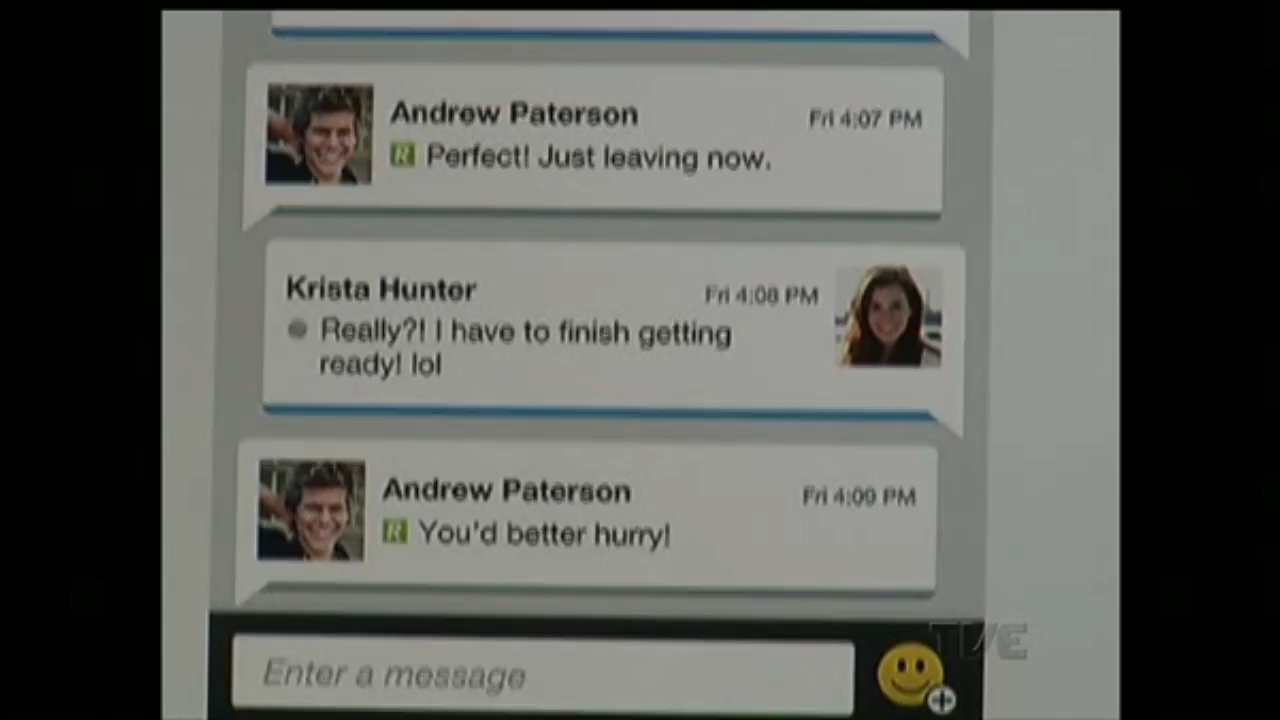 Andrew Paterson
Fri 4:07 PM
R Perfect! Just leaving now.
Krista Hunter
Fri 4:08 PM
Really?! I have to finish getting
ready! lol
Andrew Paterson
Fri 4:09 PM
R You'd better hurry!
Enter a message
TVE